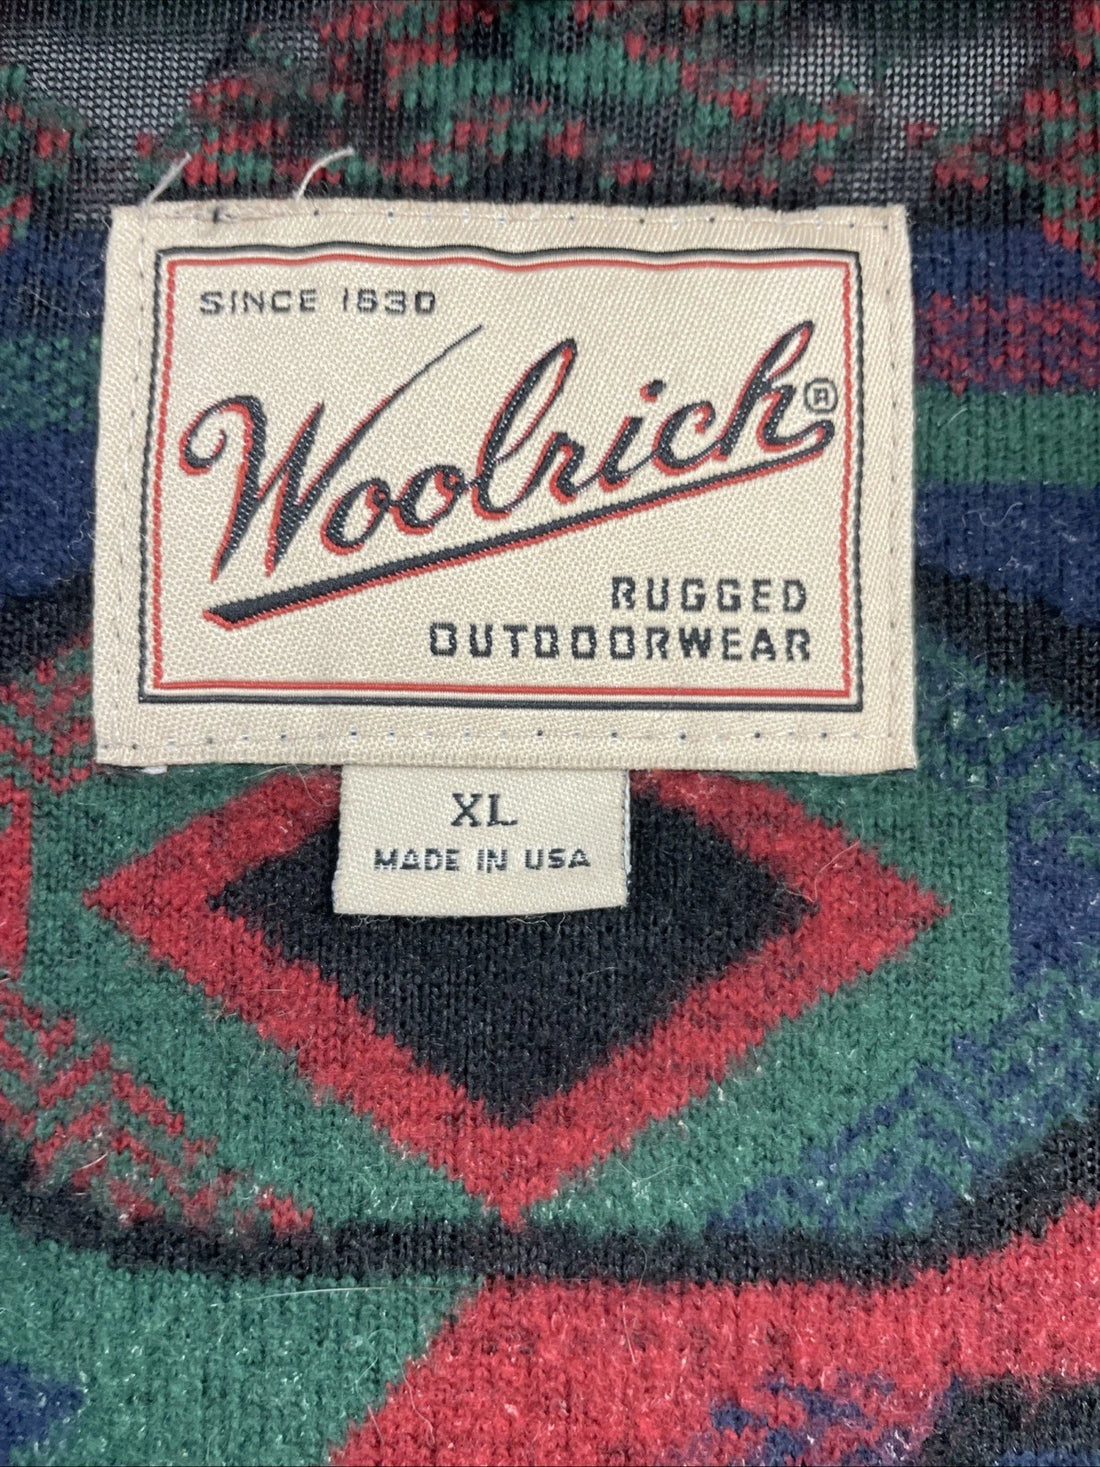 SINCE 1830
Woolrich®
RUGGED
OUTDOORWEAR
XL
MADE IN USA